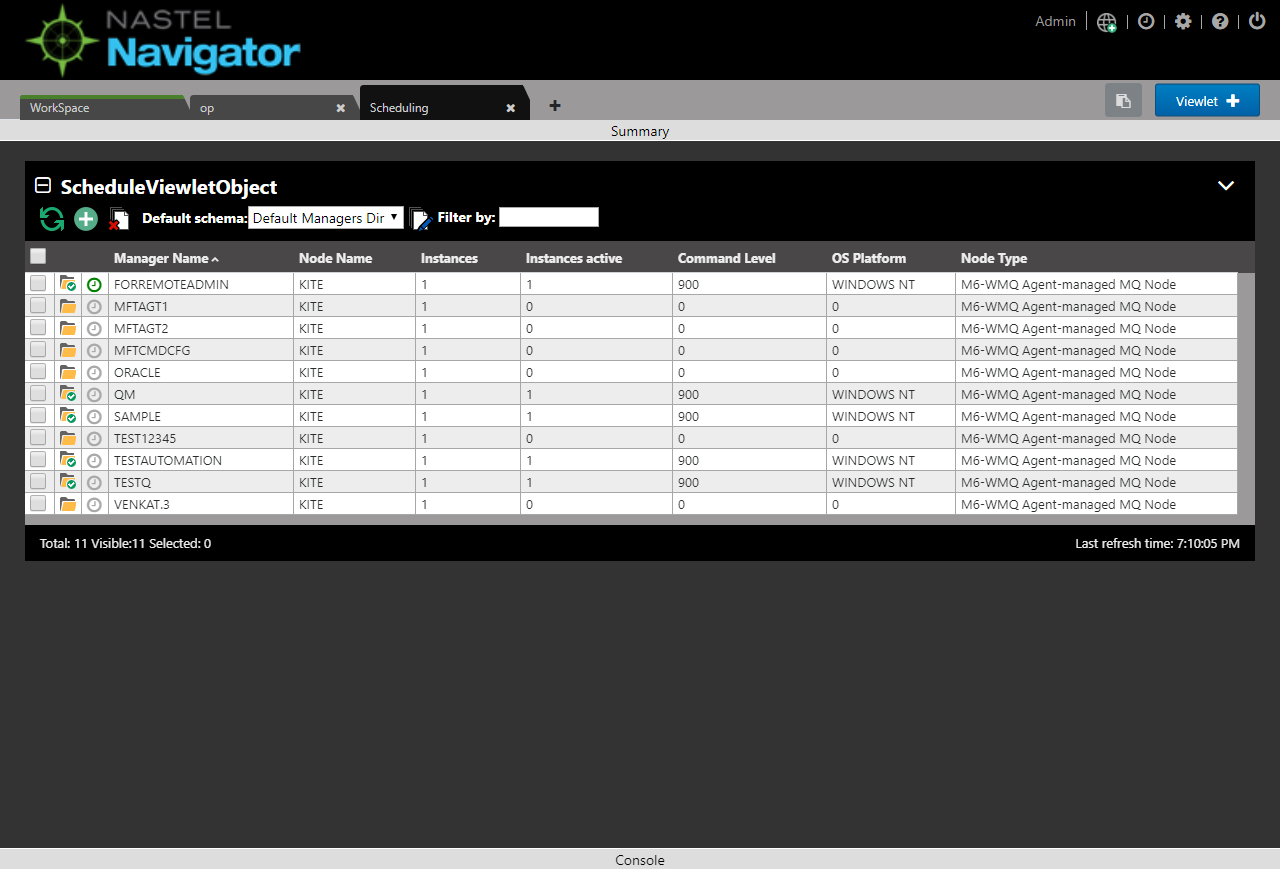 NASTEL
Navigator
Admin
WorkSpace op Scheduling
Viewlet
Summary
ScheduleViewletObject
Default schema: Default Managers Dir Filter by:
Manager Name Node Name Instances Instances active Command Level OS Platform Node Type
FORREMOTEADMIN KITE 1 1 900 WINDOWS NT M6-WMQ Agent-managed MQ Node
MFTAGT1 KITE 1 0 0 0 M6-WMQ Agent-managed MQ Node
MFTAGT2 KITE 1 0 0 0 M6-WMQ Agent-managed MQ Node
MFTCMDCFG KITE 1 0 0 0 M6-WMQ Agent-managed MQ Node
ORACLE KITE 1 0 0 0 M6-WMQ Agent-managed MQ Node
QM KITE 1 1 900 WINDOWS NT M6-WMQ Agent-managed MQ Node
SAMPLE KITE 1 1 900 WINDOWS NT M6-WMQ Agent-managed MQ Node
TEST12345 KITE 1 0 0 0 M6-WMQ Agent-managed MQ Node
TESTAUTOMATION KITE 1 1 900 WINDOWS NT M6-WMQ Agent-managed MQ Node
TESTQ KITE 1 1 900 WINDOWS NT M6-WMQ Agent-managed MQ Node
VENKAT.3 KITE 1 0 0 0 M6-WMQ Agent-managed MQ Node
Total: 11 Visible:11 Selected: 0 Last refresh time: 7:10:05 PM
Console